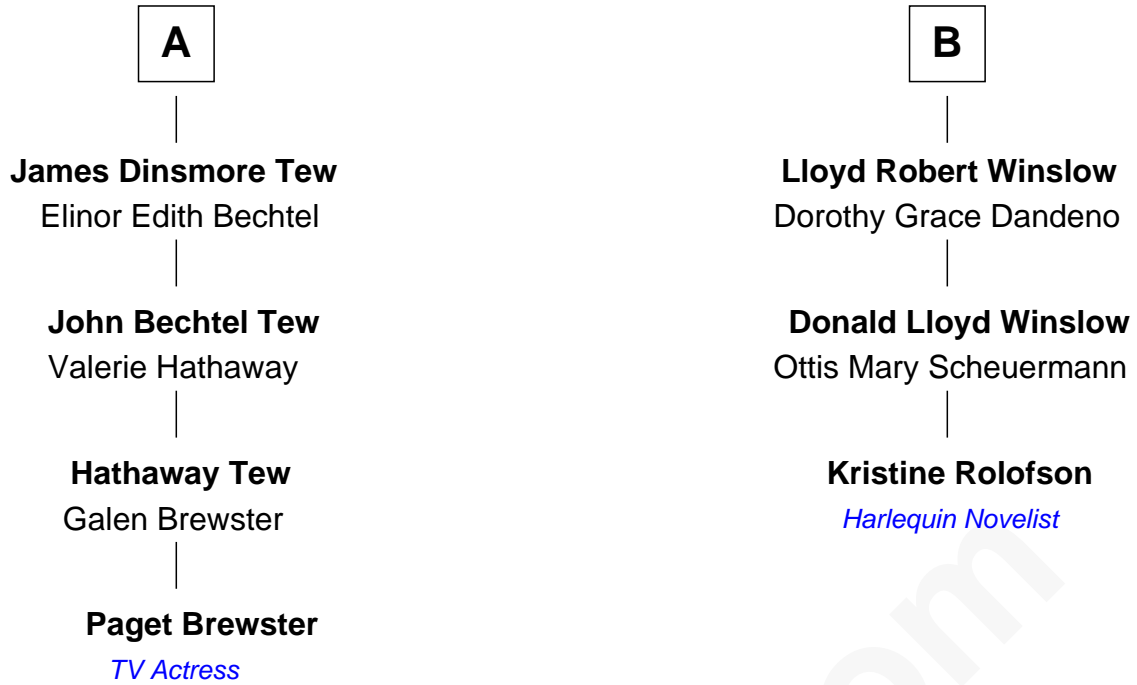 A
B
James Dinsmore Tew
Elinor Edith Bechtel
Lloyd Robert Winslow
Dorothy Grace Dandeno
John Bechtel Tew
Valerie Hathaway
Donald Lloyd Winslow
Ottis Mary Scheuermann
Hathaway Tew
Galen Brewster
Kristine Rolofson
Harlequin Novelist
Paget Brewster
TV Actress
om